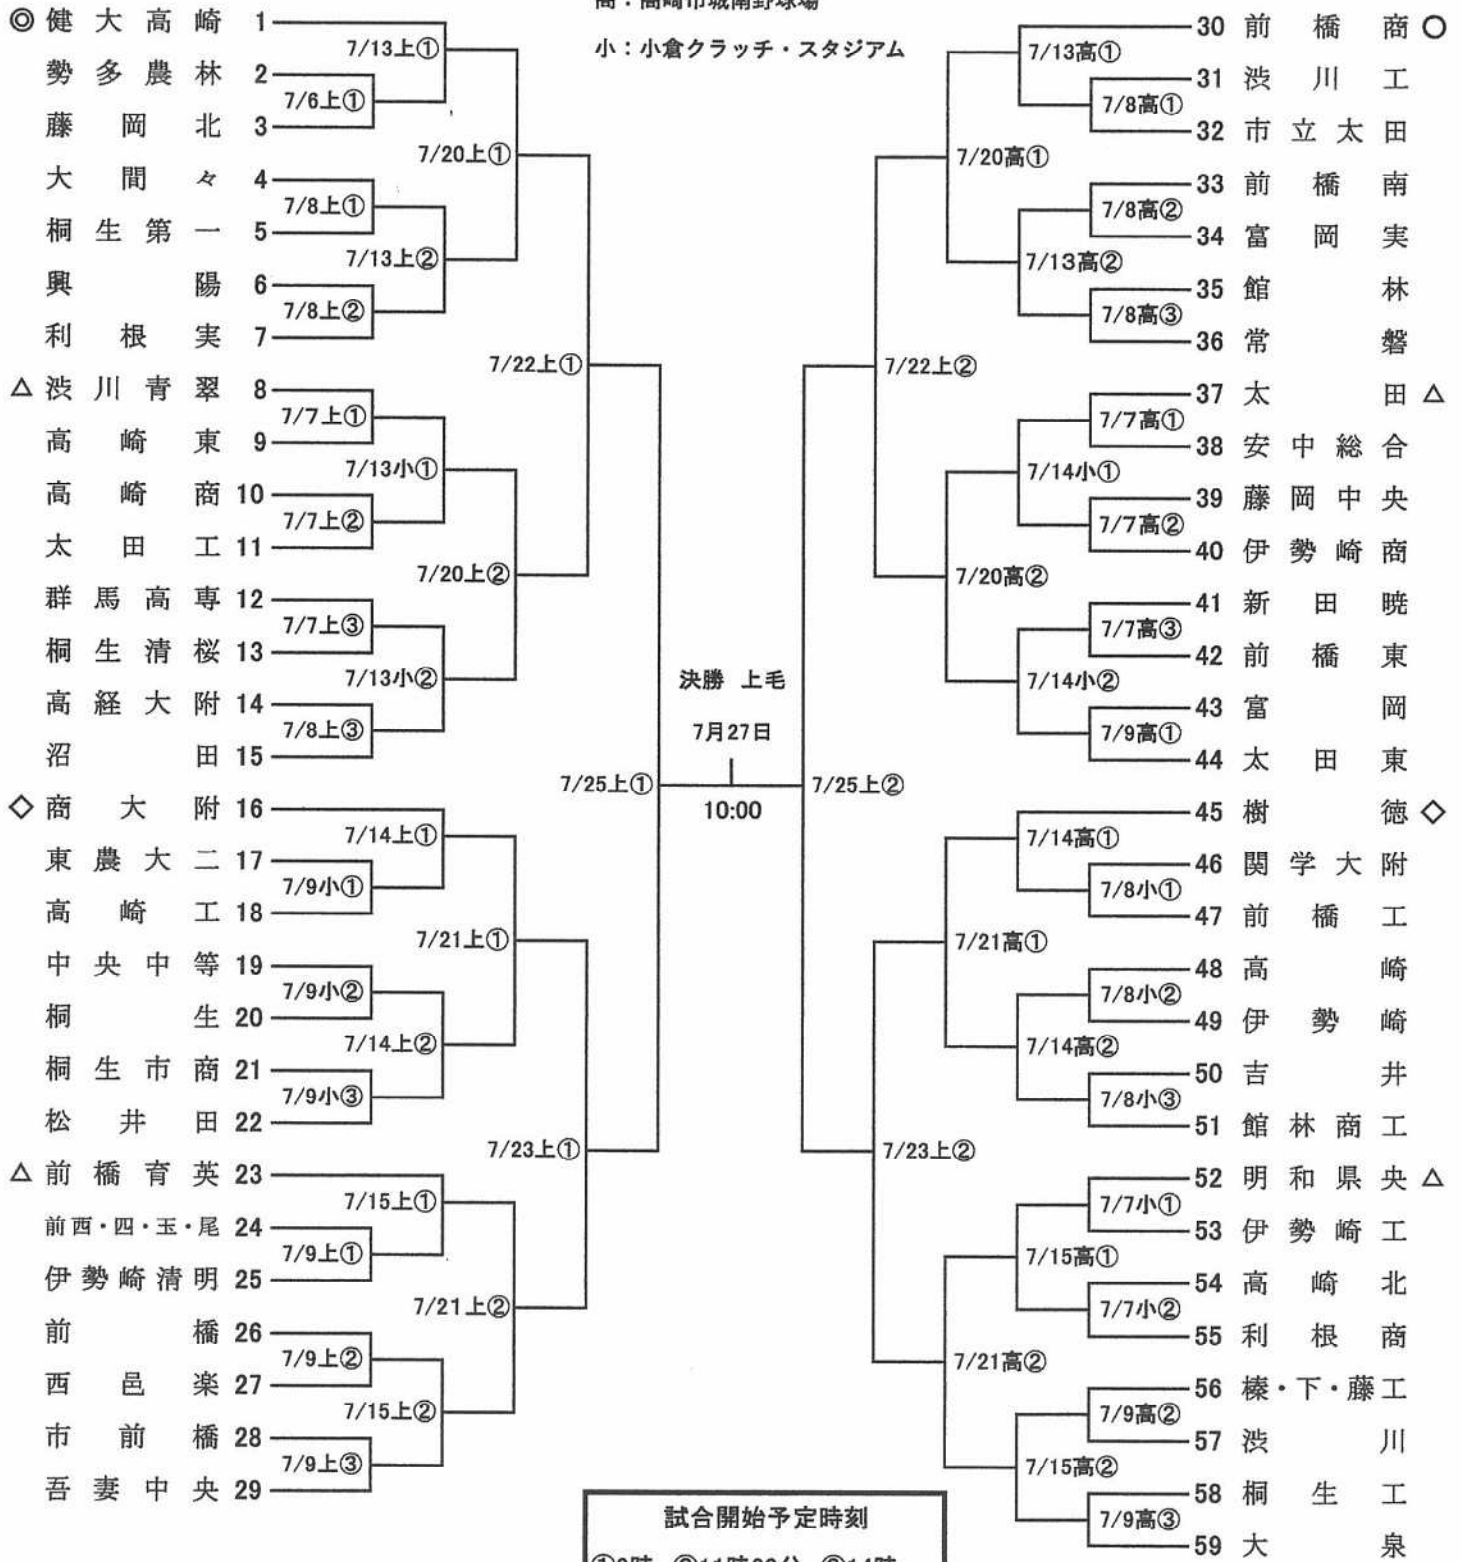 高：高崎市城南野球場
小：小倉クラッチ・スタジアム
◎ 健大高崎 1
7/13上①
勢多農林 2
7/6上①
藤岡北 3
7/20上①
大間々 4
7/8上①
桐生第一 5
7/13上②
興陽 6
7/8上②
利根実 7
7/22上①
△ 渋川青翠 8
7/7上①
高崎東 9
7/13小①
高崎商 10
7/7上②
太田工 11
7/20上②
群馬高専 12
7/7上③
桐生清桜 13
7/13小②
高経大附 14
7/8上③
沼田 15
7/25上①
◇ 商大附 16
7/14上①
東農大二 17
7/9小①
高崎工 18
7/21上①
中央中等 19
7/9小②
桐生 20
7/14上②
桐生市商 21
7/9小③
松井田 22
7/23上①
△ 前橋育英 23
7/15上①
前西・四・玉・尾 24
7/9上①
伊勢崎清明 25
7/21上②
前橋 26
7/9上②
西邑楽 27
7/15上②
市前橋 28
7/9上③
吾妻中央 29
決勝 上毛
7月27日
10:00
30 前橋商 ○
7/13高①
31 渋川工
7/8高①
32 市立太田
7/20高①
33 前橋南
7/8高②
34 富岡実
7/13高②
35 館林
7/8高③
36 常磐
7/22上②
37 太田 △
7/7高①
38 安中総合
7/14小①
39 藤岡中央
7/7高②
40 伊勢崎商
7/20高②
41 新田暁
7/7高③
42 前橋東
7/14小②
43 富岡
7/9高①
44 太田東
7/25上②
45 樹徳 ◇
7/14高①
46 関学大附
7/8小①
47 前橋工
7/21高①
48 高崎
7/8小②
49 伊勢崎
7/14高②
50 吉井
7/8小③
51 館林商工
7/23上②
52 明和県央 △
7/7小①
53 伊勢崎工
7/15高①
54 高崎北
7/7小②
55 利根商
7/21高②
56 榛・下・藤工
7/9高②
57 渋川
7/15高②
58 桐生工
7/9高③
59 大泉
試合開始予定時刻